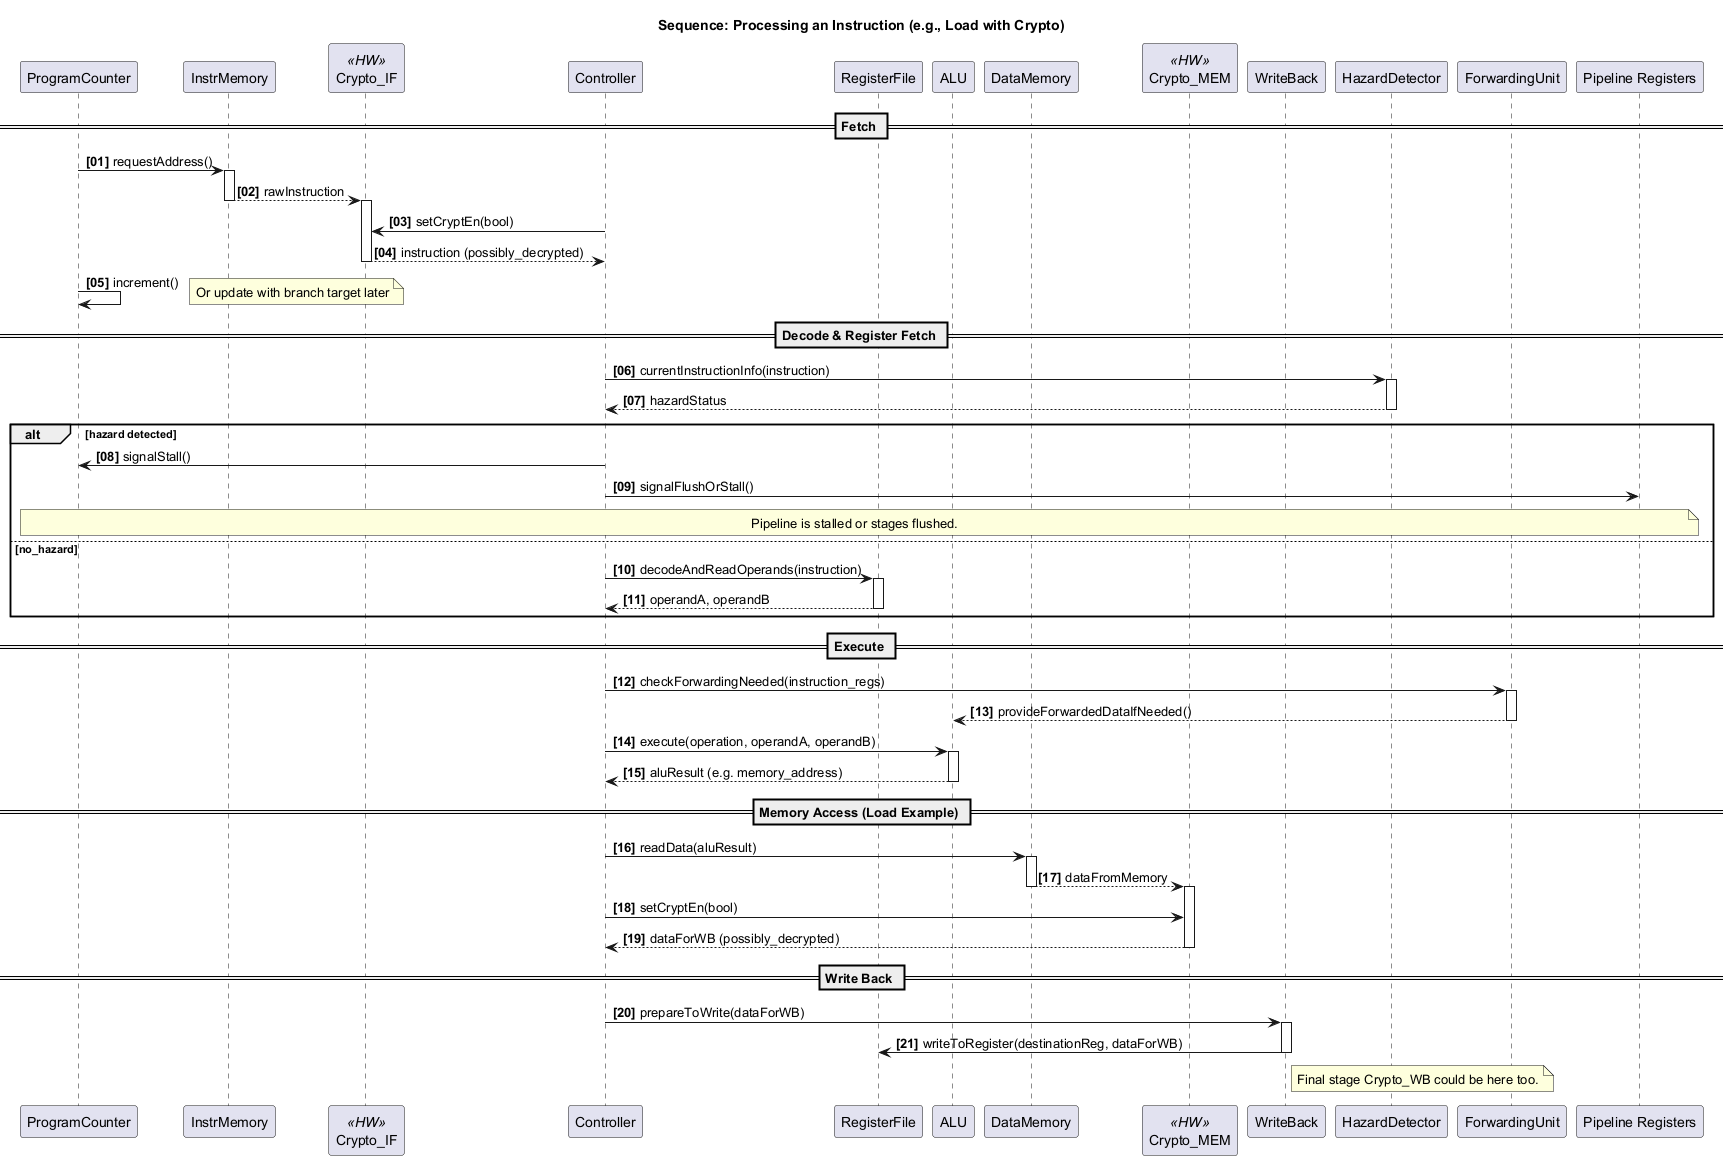 Sequence: Processing an Instruction (e.g., Load with Crypto)
ProgramCounter
InstrMemory
«HW»
Crypto_IF
Controller
RegisterFile
ALU
DataMemory
«HW»
Crypto_MEM
WriteBack
HazardDetector
ForwardingUnit
Pipeline Registers
Fetch
[01] requestAddress()
[02] rawInstruction
[03] setCryptEn(bool)
[04] instruction (possibly_decrypted)
[05] increment()
Or update with branch target later
Decode & Register Fetch
[06] currentInstructionInfo(instruction)
[07] hazardStatus
alt [hazard detected]
[08] signalStall()
[09] signalFlushOrStall()
Pipeline is stalled or stages flushed.
[no_hazard]
[10] decodeAndReadOperands(instruction)
[11] operandA, operandB
Execute
[12] checkForwardingNeeded(instruction_regs)
[13] provideForwardedDataIfNeeded()
[14] execute(operation, operandA, operandB)
[15] aluResult (e.g. memory_address)
Memory Access (Load Example)
[16] readData(aluResult)
[17] dataFromMemory
[18] setCryptEn(bool)
[19] dataForWB (possibly_decrypted)
Write Back
[20] prepareToWrite(dataForWB)
[21] writeToRegister(destinationReg, dataForWB)
Final stage Crypto_WB could be here too.
ProgramCounter
InstrMemory
«HW»
Crypto_IF
Controller
RegisterFile
ALU
DataMemory
«HW»
Crypto_MEM
WriteBack
HazardDetector
ForwardingUnit
Pipeline Registers